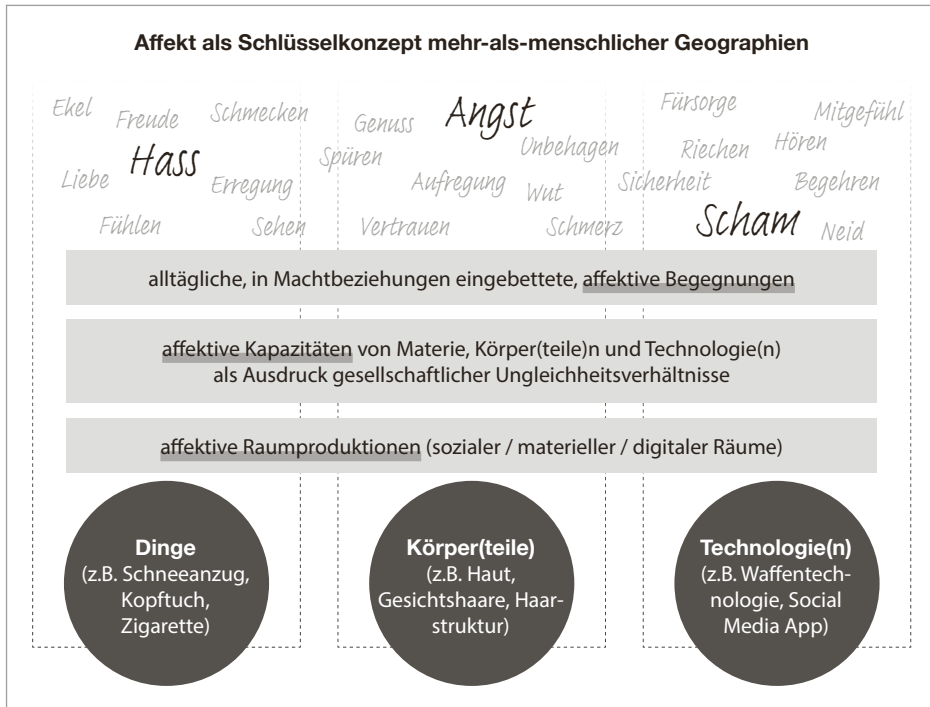 Affekt als Schlüsselkonzept mehr-als-menschlicher Geographien
Ekel
Freude
Schmecken
Hass
Liebe
Erregung
Fühlen
Sehen
Genuss
Angst
Spüren
Unbehagen
Aufregung
Wut
Vertrauen
Schmerz
Fürsorge
Mitgefühl
Riechen
Hören
Sicherheit
Begehren
Scham
Neid
alltägliche, in Machtbeziehungen eingebettete, affektive Begegnungen
affektive Kapazitäten von Materie, Körper(teile)n und Technologie(n)
als Ausdruck gesellschaftlicher Ungleichheitsverhältnisse
affektive Raumproduktionen (sozialer / materieller / digitaler Räume)
Dinge
(z.B. Schneeanzug,
Kopftuch,
Zigarette)
Körper(teile)
(z.B. Haut,
Gesichtshaare, Haar-
struktur)
Technologie(n)
(z.B. Waffentech-
nologie, Social
Media App)